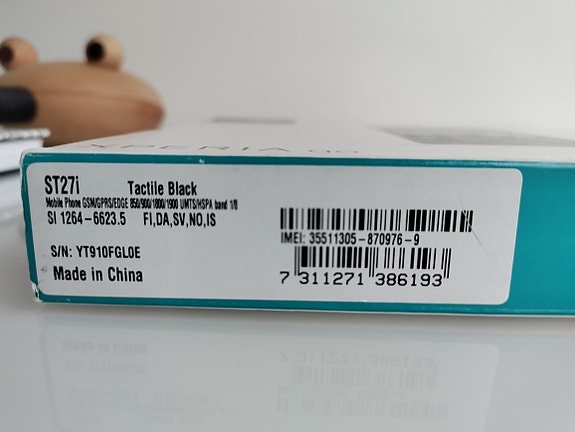 XPERIA go
ST27i Tactile Black
Mobile Phone GSM/GPRS/EDGE 850/900/1800/1900 UMTS/HSPA band 1/8
SI 1264-6623.5 FI,DA,SV,NO,IS
S/N: YT910FGL0E
Made in China
IMEI: 35511305-870976-9
7 311271 386193